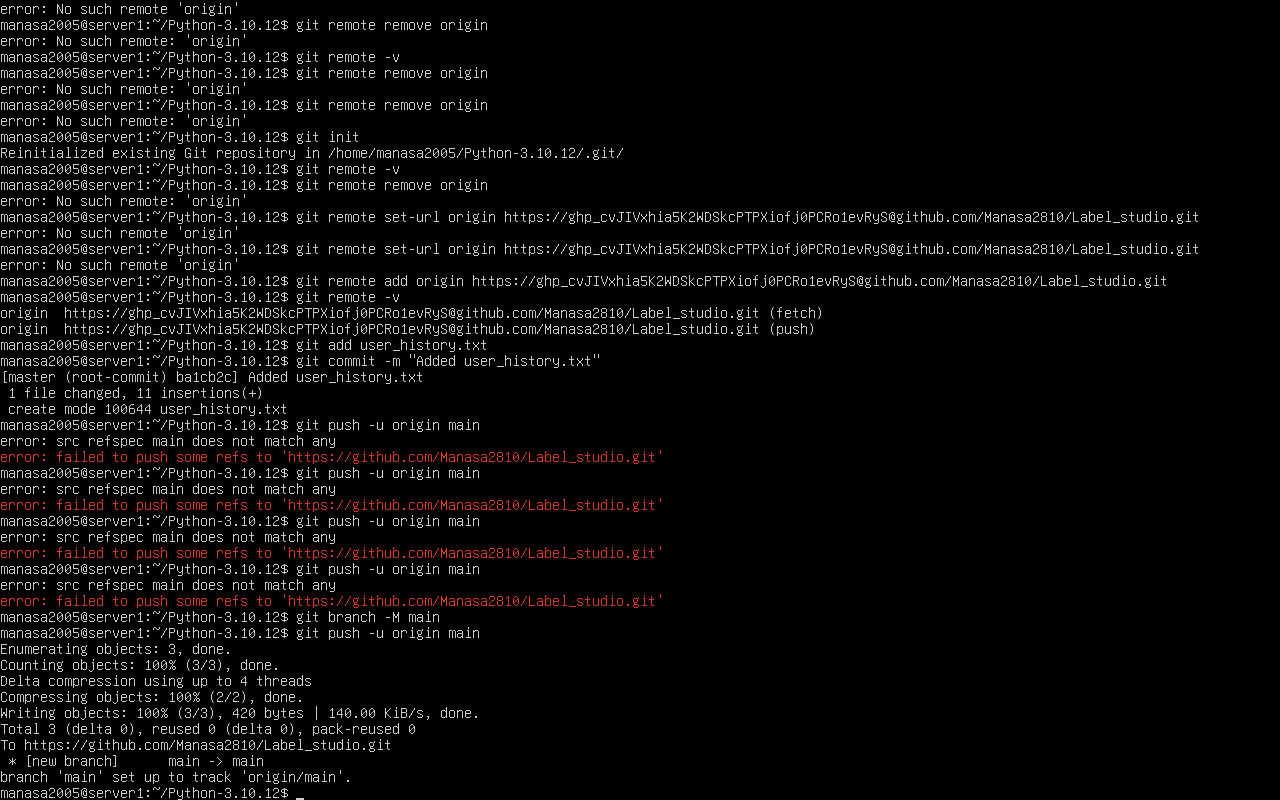 error: No such remote 'origin'
manasa2005@server1:~/Python-3.10.12$ git remote remove origin
error: No such remote: 'origin'
manasa2005@server1:~/Python-3.10.12$ git remote -v
manasa2005@server1:~/Python-3.10.12$ git remote remove origin
error: No such remote: 'origin'
manasa2005@server1:~/Python-3.10.12$ git remote remove origin
error: No such remote: 'origin'
manasa2005@server1:~/Python-3.10.12$ git init
Reinitialized existing Git repository in /home/manasa2005/Python-3.10.12/.git/
manasa2005@server1:~/Python-3.10.12$ git remote -v
manasa2005@server1:~/Python-3.10.12$ git remote remove origin
error: No such remote: 'origin'
manasa2005@server1:~/Python-3.10.12$ git remote set-url origin https://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@github.com/Manasa2810/Label_studio.git
error: No such remote 'origin'
manasa2005@server1:~/Python-3.10.12$ git remote set-url origin https://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@github.com/Manasa2810/Label_studio.git
error: No such remote 'origin'
manasa2005@server1:~/Python-3.10.12$ git remote add origin https://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@github.com/Manasa2810/Label_studio.git
manasa2005@server1:~/Python-3.10.12$ git remote -v
origin  https://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@github.com/Manasa2810/Label_studio.git (fetch)
origin  https://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@github.com/Manasa2810/Label_studio.git (push)
manasa2005@server1:~/Python-3.10.12$ git add user_history.txt
manasa2005@server1:~/Python-3.10.12$ git commit -m "Added user_history.txt"
[master (root-commit) ba1cb2c] Added user_history.txt
 1 file changed, 11 insertions(+)
 create mode 100644 user_history.txt
manasa2005@server1:~/Python-3.10.12$ git push -u origin main
error: src refspec main does not match any
error: failed to push some refs to 'https://github.com/Manasa2810/Label_studio.git'
manasa2005@server1:~/Python-3.10.12$ git push -u origin main
error: src refspec main does not match any
error: failed to push some refs to 'https://github.com/Manasa2810/Label_studio.git'
manasa2005@server1:~/Python-3.10.12$ git push -u origin main
error: src refspec main does not match any
error: failed to push some refs to 'https://github.com/Manasa2810/Label_studio.git'
manasa2005@server1:~/Python-3.10.12$ git push -u origin main
error: src refspec main does not match any
error: failed to push some refs to 'https://github.com/Manasa2810/Label_studio.git'
manasa2005@server1:~/Python-3.10.12$ git branch -M main
manasa2005@server1:~/Python-3.10.12$ git push -u origin main
Enumerating objects: 3, done.
Counting objects: 100% (3/3), done.
Delta compression using up to 4 threads
Compressing objects: 100% (2/2), done.
Writing objects: 100% (3/3), 420 bytes | 140.00 KiB/s, done.
Total 3 (delta 0), reused 0 (delta 0), pack-reused 0
To https://github.com/Manasa2810/Label_studio.git
 * [new branch]      main -> main
branch 'main' set up to track 'origin/main'.
manasa2005@server1:~/Python-3.10.12$ _